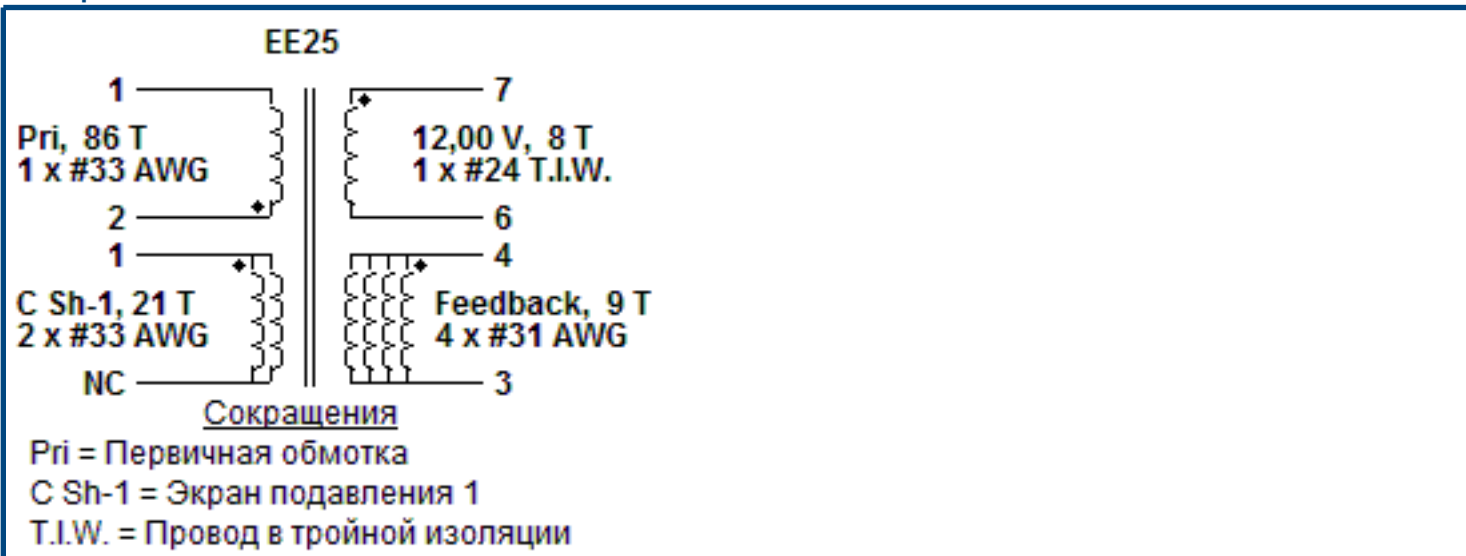 EE25
1
7
Pri, 86 T
1 x #33 AWG
12,00 V, 8 T
1 x #24 T.I.W.
2
6
1
4
C Sh-1, 21 T
2 x #33 AWG
Feedback, 9 T
4 x #31 AWG
NC
3
Сокращения
Pri = Первичная обмотка
C Sh-1 = Экран подавления 1
T.I.W. = Провод в тройной изоляции